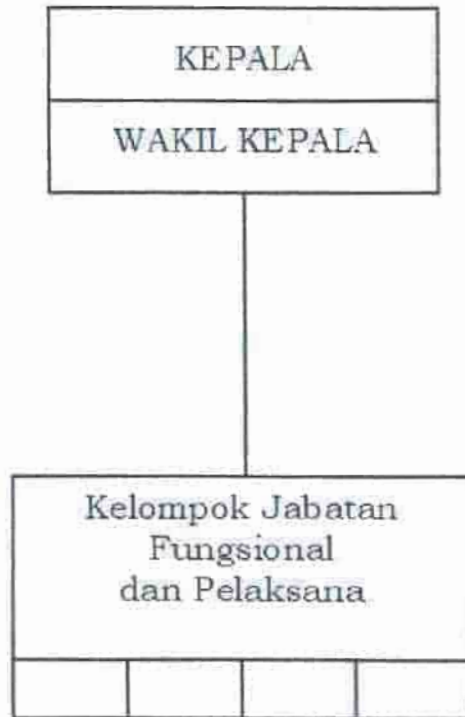 KEPALA
WAKIL KEPALA
Kelompok Jabatan
Fungsional
dan Pelaksana